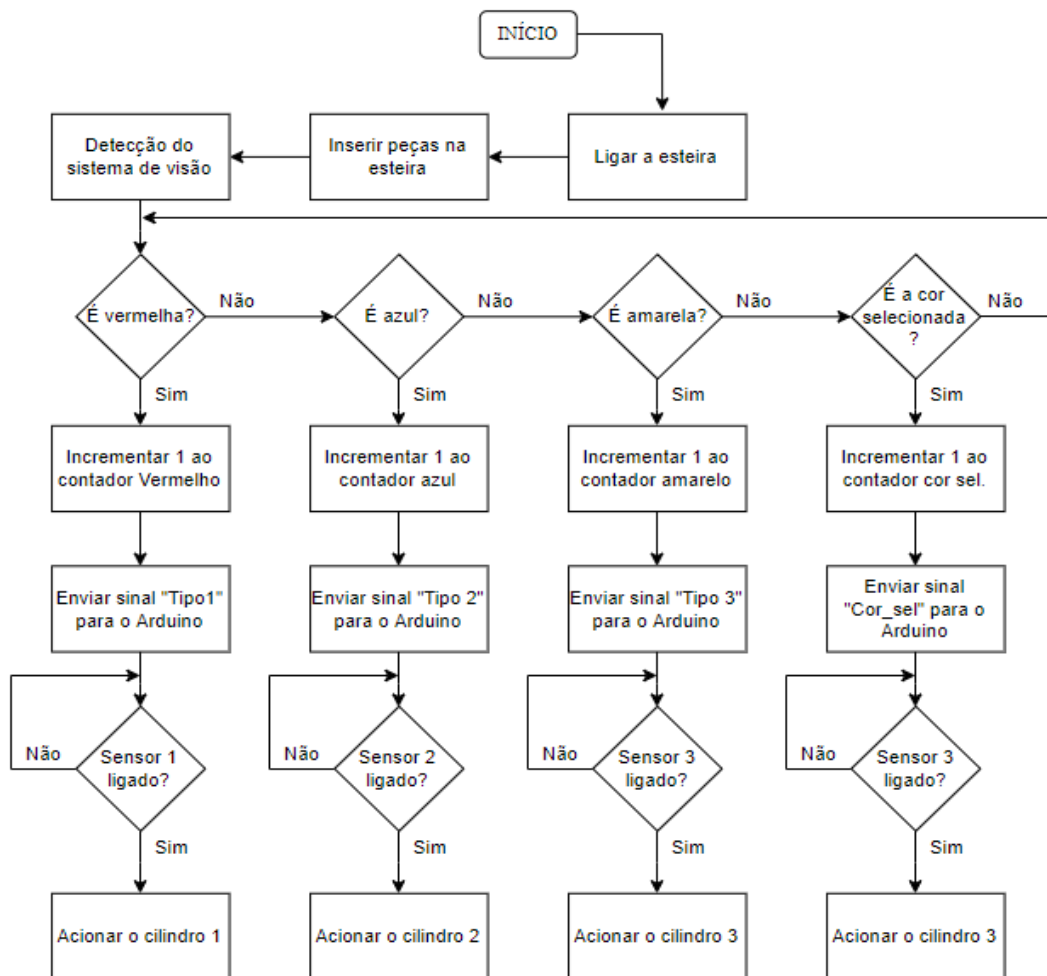 INÍCIO
Detecção do
sistema de visão
Inserir peças na
esteira
Ligar a esteira
É vermelha?
Não
É azul?
Não
É amarela?
Não
É a cor
selecionada
?
Não
Sim
Sim
Sim
Sim
Incrementar 1 ao
contador Vermelho
Incrementar 1 ao
contador azul
Incrementar 1 ao
contador amarelo
Incrementar 1 ao
contador cor sel.
Enviar sinal "Tipo1"
para o Arduino
Enviar sinal "Tipo 2"
para o Arduino
Enviar sinal "Tipo 3"
para o Arduino
Enviar sinal
"Cor_sel" para o
Arduino
Não
Sensor 1
ligado?
Não
Sensor 2
ligado?
Não
Sensor 3
ligado?
Não
Sensor 3
ligado?
Sim
Sim
Sim
Sim
Acionar o cilindro 1
Acionar o cilindro 2
Acionar o cilindro 3
Acionar o cilindro 3